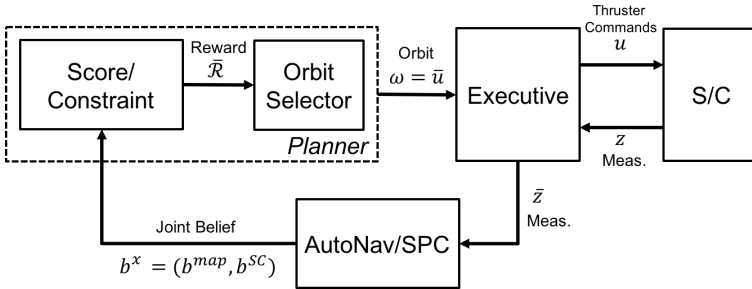 Score/
Constraint
Reward
R̄
Orbit
Selector
Planner
Orbit
ω = ū
Executive
Thruster
Commands
u
z
Meas.
S/C
z̄
Meas.
AutoNav/SPC
Joint Belief
b^x = (b^map, b^SC)